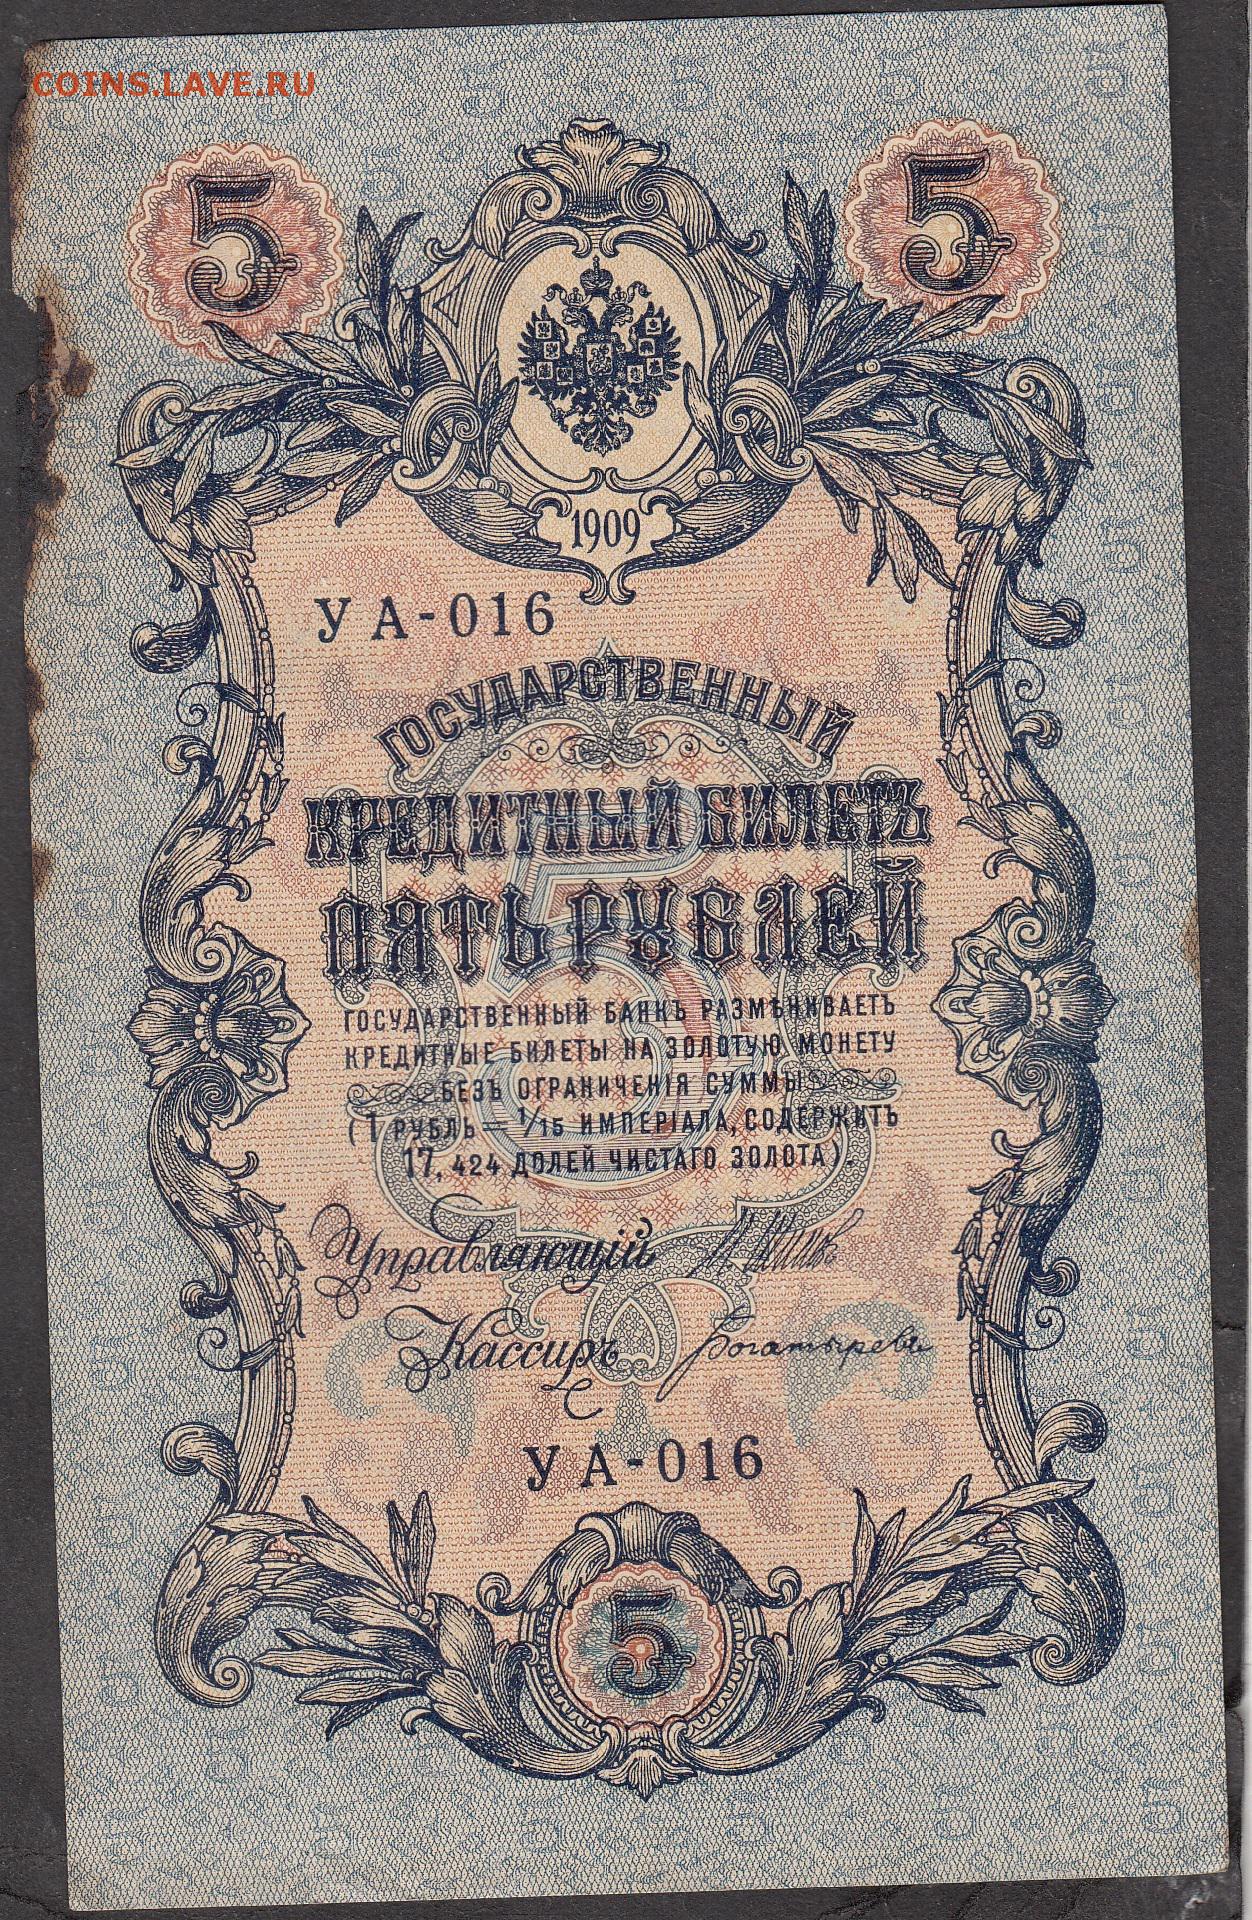 COINS.LAVE.RU
5
5
1909
УА-016
ГОСУДАРСТВЕННЫЙ
КРЕДИТНЫЙ БИЛЕТЪ
ПЯТЬ РУБЛЕЙ
5
ГОСУДАРСТВЕННЫЙ БАНКЪ РАЗМѢНИВАЕТЪ
КРЕДИТНЫЕ БИЛЕТЫ НА ЗОЛОТУЮ МОНЕТУ
БЕЗЪ ОГРАНИЧЕНІЯ СУММЫ
(1 РУБЛЬ = 1/15 ИМПЕРІАЛА, СОДЕРЖИТЪ
17, 424 ДОЛЕЙ ЧИСТАГО ЗОЛОТА).
Управляющій
Кассиръ Богатыревъ
УА-016
5